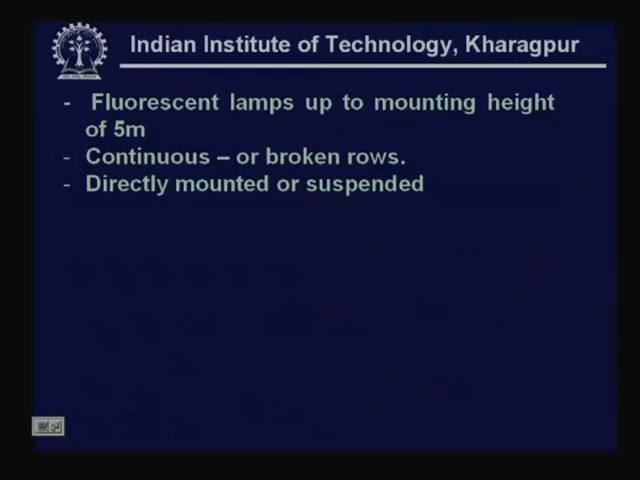 Indian Institute of Technology, Kharagpur
- Fluorescent lamps up to mounting height
of 5m
- Continuous – or broken rows.
- Directly mounted or suspended